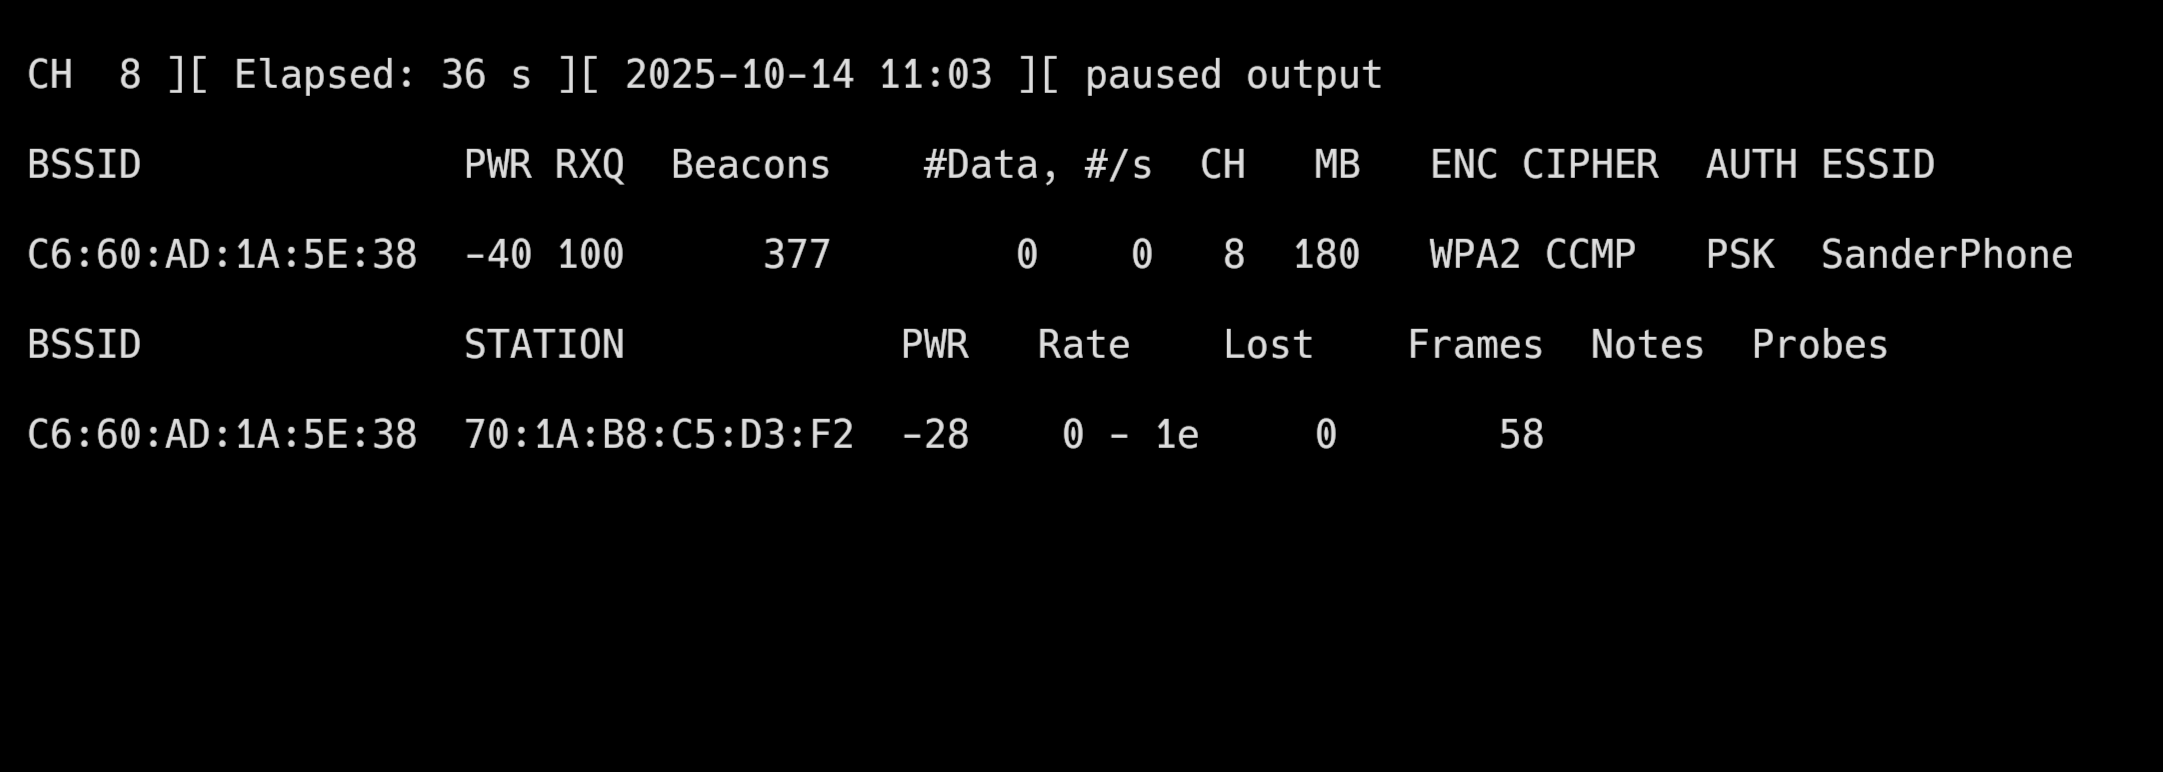 CH  8 ][ Elapsed: 36 s ][ 2025-10-14 11:03 ][ paused output
BSSID              PWR RXQ  Beacons    #Data, #/s  CH   MB   ENC CIPHER  AUTH ESSID
C6:60:AD:1A:5E:38  -40 100      377        0    0   8  180   WPA2 CCMP   PSK  SanderPhone
BSSID              STATION            PWR   Rate    Lost    Frames  Notes  Probes
C6:60:AD:1A:5E:38  70:1A:B8:C5:D3:F2  -28    0 - 1e     0       58